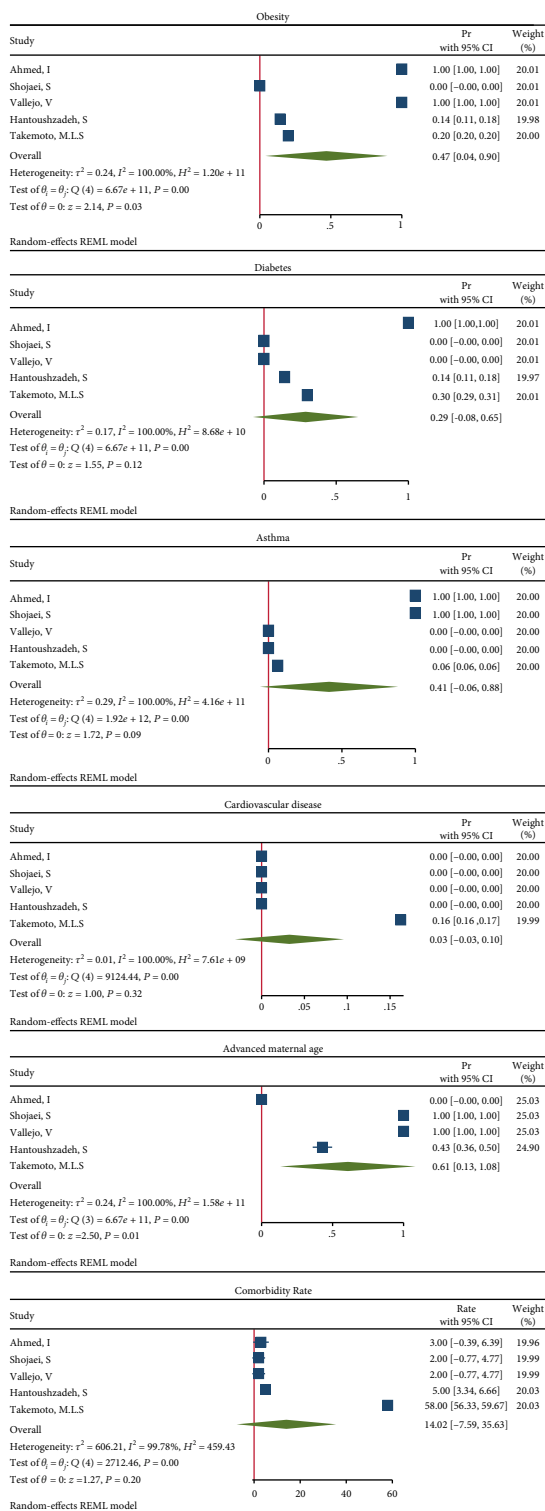 Obesity
Study Pr with 95% CI Weight (%)
Ahmed, I 1.00 [1.00, 1.00] 20.01
Shojaei, S 0.00 [−0.00, 0.00] 20.01
Vallejo, V 1.00 [1.00, 1.00] 20.01
Hantoushzadeh, S 0.14 [0.11, 0.18] 19.98
Takemoto, M.L.S 0.20 [0.20, 0.20] 20.00
Overall 0.47 [0.04, 0.90]
Heterogeneity: τ² = 0.24, I² = 100.00%, H² = 1.20e + 11
Test of θᵢ = θⱼ: Q (4) = 6.67e + 11, P = 0.00
Test of θ = 0: z = 2.14, P = 0.03
0 .5 1
Random-effects REML model
Diabetes
Study Pr with 95% CI Weight (%)
Ahmed, I 1.00 [1.00,1.00] 20.01
Shojaei, S 0.00 [−0.00, 0.00] 20.01
Vallejo, V 0.00 [−0.00, 0.00] 20.01
Hantoushzadeh, S 0.14 [0.11, 0.18] 19.97
Takemoto, M.L.S 0.30 [0.29, 0.31] 20.01
Overall 0.29 [-0.08, 0.65]
Heterogeneity: τ² = 0.17, I² = 100.00%, H² = 8.68e + 10
Test of θᵢ = θⱼ: Q (4) = 6.67e + 11, P = 0.00
Test of θ = 0: z = 1.55, P = 0.12
0 .5 1
Random-effects REML model
Asthma
Study Pr with 95% CI Weight (%)
Ahmed, I 1.00 [1.00, 1.00] 20.00
Shojaei, S 1.00 [1.00, 1.00] 20.00
Vallejo, V 0.00 [−0.00, 0.00] 20.00
Hantoushzadeh, S 0.00 [−0.00, 0.00] 20.00
Takemoto, M.L.S 0.06 [0.06, 0.06] 20.00
Overall 0.41 [−0.06, 0.88]
Heterogeneity: τ² = 0.29, I² = 100.00%, H² = 4.16e + 11
Test of θᵢ = θⱼ: Q (4) = 1.92e + 12, P = 0.00
Test of θ = 0: z = 1.72, P = 0.09
0 .5 1
Random-effects REML model
Cardiovascular disease
Study Pr with 95% CI Weight (%)
Ahmed, I 0.00 [−0.00, 0.00] 20.00
Shojaei, S 0.00 [−0.00, 0.00] 20.00
Vallejo, V 0.00 [−0.00, 0.00] 20.00
Hantoushzadeh, S 0.00 [−0.00, 0.00] 20.00
Takemoto, M.L.S 0.16 [0.16 ,0.17] 19.99
Overall 0.03 [−0.03, 0.10]
Heterogeneity: τ² = 0.01, I² = 100.00%, H² = 7.61e + 09
Test of θᵢ = θⱼ: Q (4) = 9124.44, P = 0.00
Test of θ = 0: z = 1.00, P = 0.32
0 .05 .1 .15
Random-effects REML model
Advanced maternal age
Study Pr with 95% CI Weight (%)
Ahmed, I 0.00 [−0.00, 0.00] 25.03
Shojaei, S 1.00 [1.00, 1.00] 25.03
Vallejo, V 1.00 [1.00, 1.00] 25.03
Hantoushzadeh, S 0.43 [0.36, 0.50] 24.90
Takemoto, M.L.S 0.61 [0.13, 1.08]
Overall
Heterogeneity: τ² = 0.24, I² = 100.00%, H² = 1.58e + 11
Test of θᵢ = θⱼ: Q (3) = 6.67e + 11, P = 0.00
Test of θ = 0: z =2.50, P = 0.01
0 1
Random-effects REML model
Comorbidity Rate
Study Rate with 95% CI Weight (%)
Ahmed, I 3.00 [−0.39, 6.39] 19.96
Shojaei, S 2.00 [−0.77, 4.77] 19.99
Vallejo, V 2.00 [−0.77, 4.77] 19.99
Hantoushzadeh, S 5.00 [3.34, 6.66] 20.03
Takemoto, M.L.S 58.00 [56.33, 59.67] 20.03
Overall 14.02 [−7.59, 35.63]
Heterogeneity: τ² = 606.21, I² = 99.78%, H² = 459.43
Test of θᵢ = θⱼ: Q (4) = 2712.46, P = 0.00
Test of θ = 0: z =1.27, P = 0.20
0 20 40 60
Random-effects REML model